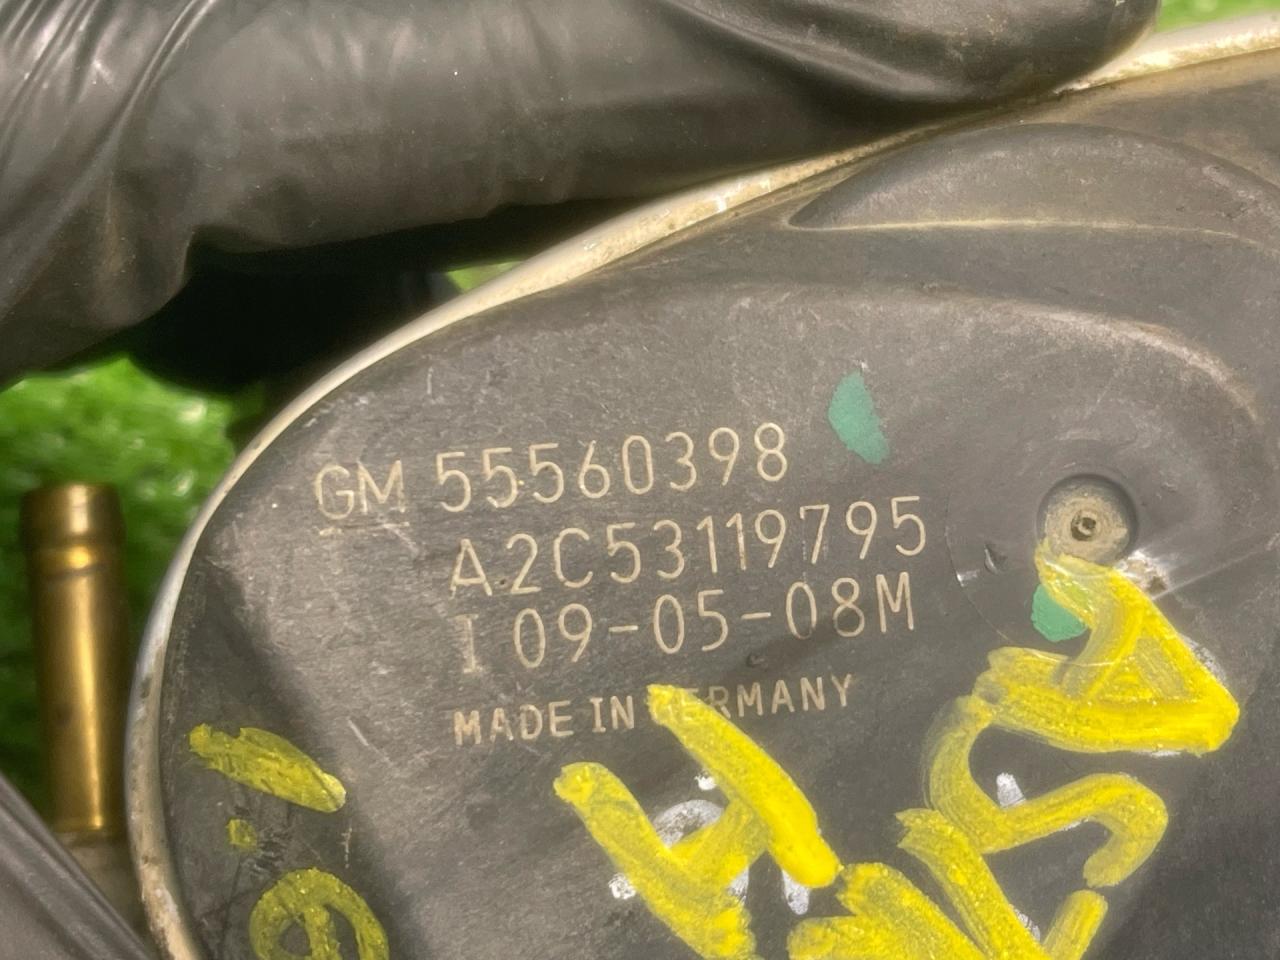 GM 55560398
A2C53119795
I 09-05-08M
MADE IN GERMANY